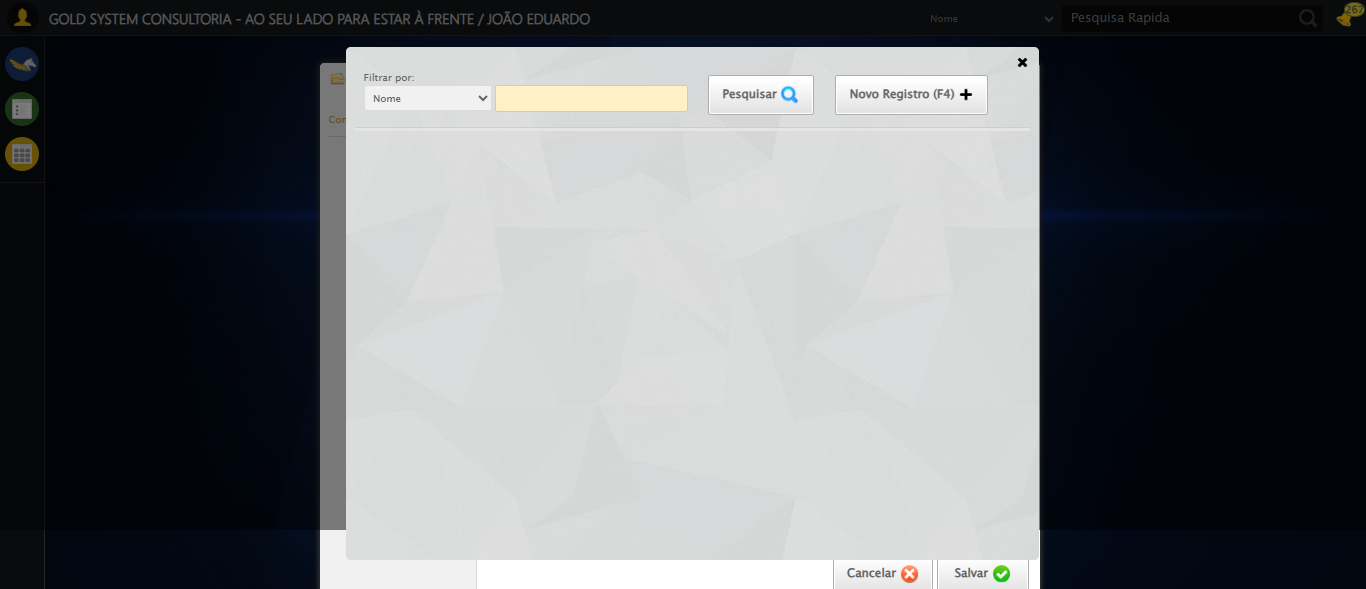 GOLD SYSTEM CONSULTORIA - AO SEU LADO PARA ESTAR À FRENTE / JOÃO EDUARDO
Nome
Pesquisa Rapida
267
Filtrar por:
Nome
Pesquisar
Novo Registro (F4)
Cancelar
Salvar